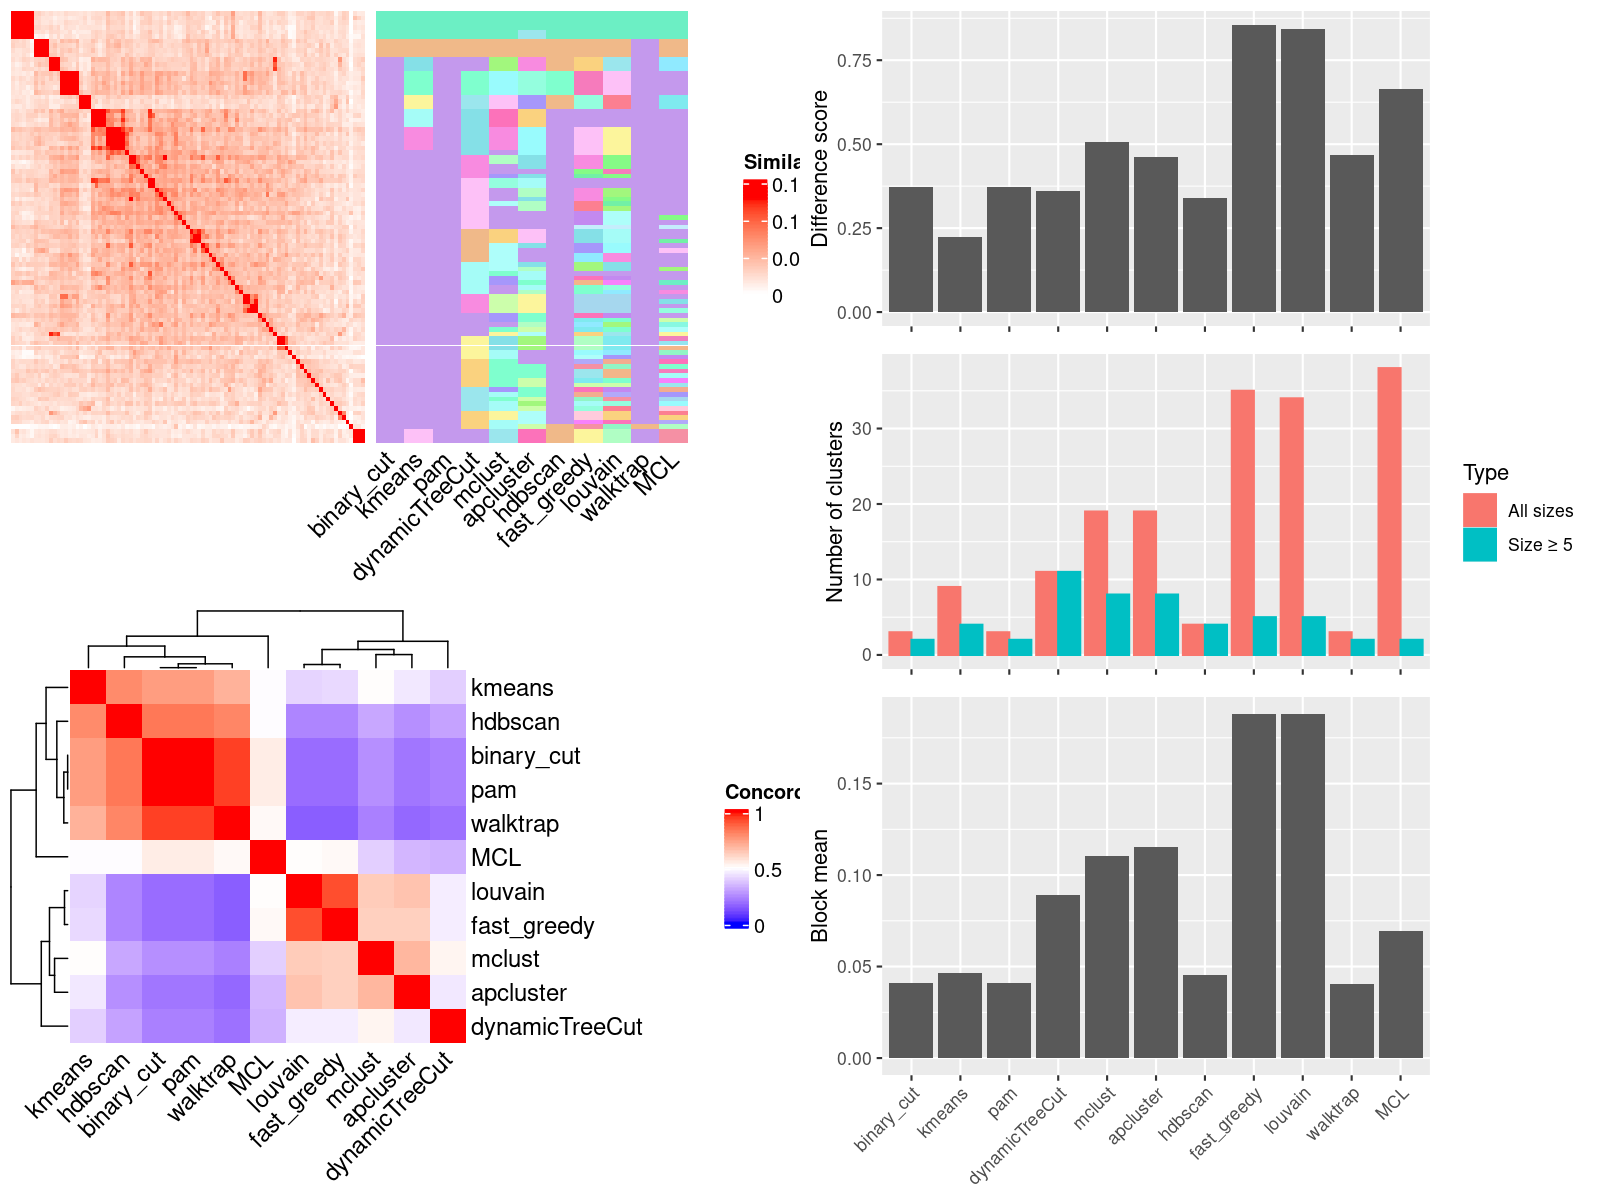 Simila
0.1
0.1
0.0
0
binary_cut
kmeans
pam
dynamicTreeCut
mclust
apcluster
hdbscan
fast_greedy
louvain
walktrap
MCL
Difference score
0.75
0.50
0.25
0.00
Number of clusters
30
20
10
0
Type
All sizes
Size ≥ 5
kmeans
hdbscan
binary_cut
pam
walktrap
MCL
louvain
fast_greedy
mclust
apcluster
dynamicTreeCut
kmeans
hdbscan
binary_cut
pam
walktrap
MCL
louvain
fast_greedy
mclust
apcluster
dynamicTreeCut
Concord
1
0.5
0
Block mean
0.15
0.10
0.05
0.00
binary_cut
kmeans
pam
dynamicTreeCut
mclust
apcluster
hdbscan
fast_greedy
louvain
walktrap
MCL